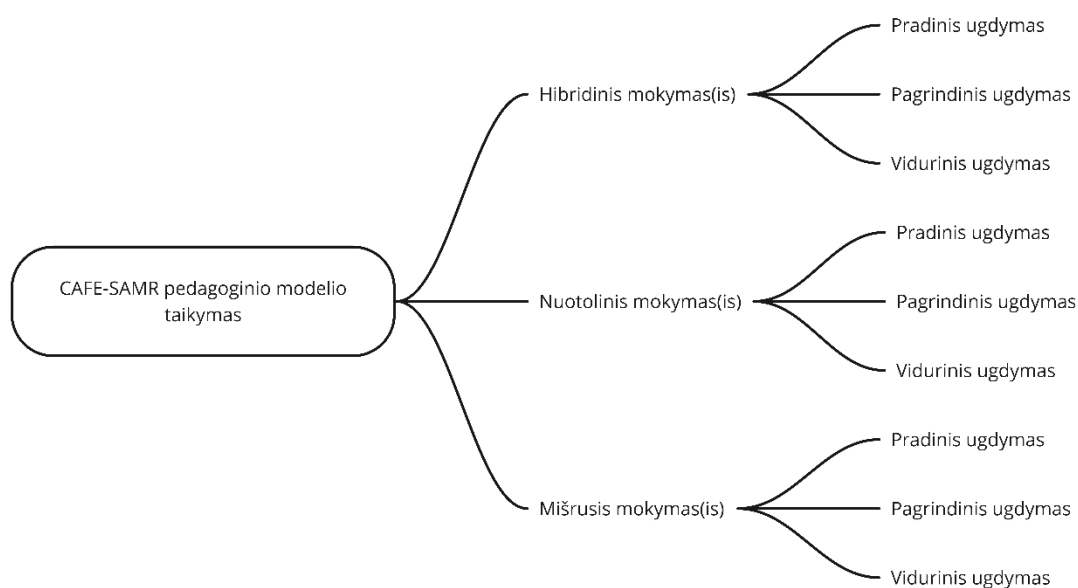 CAFE-SAMR pedagoginio modelio
taikymas
Hibridinis mokymas(is)
Pradinis ugdymas
Pagrindinis ugdymas
Vidurinis ugdymas
Nuotolinis mokymas(is)
Pradinis ugdymas
Pagrindinis ugdymas
Vidurinis ugdymas
Mišrusis mokymas(is)
Pradinis ugdymas
Pagrindinis ugdymas
Vidurinis ugdymas